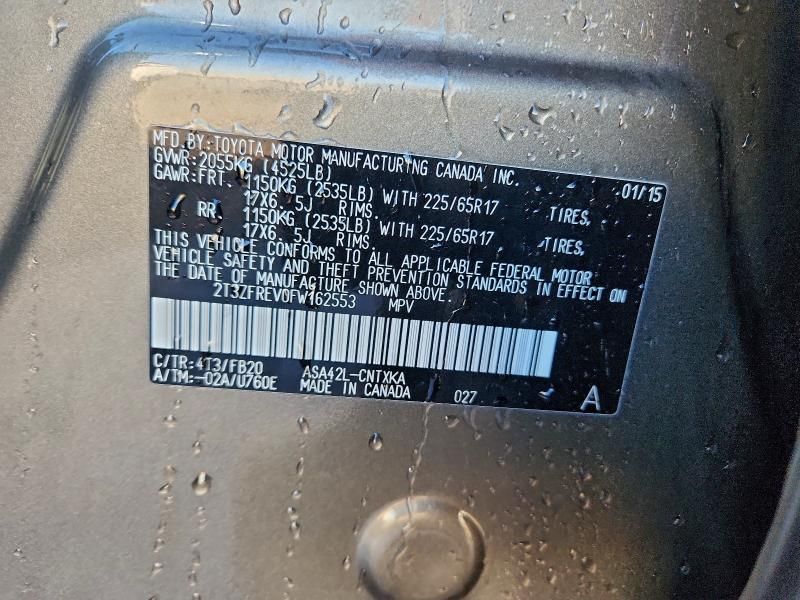 MFD. BY: TOYOTA MOTOR MANUFACTURING CANADA INC.
GVWR: 2055KG (4525LB) 01/15
GAWR: FRT. 1150KG (2535LB) WITH 225/65R17 TIRES,
17X6. 5J RIMS.
RR 1150KG (2535LB) WITH 225/65R17 TIRES,
17X6. 5J RIMS.
THIS VEHICLE CONFORMS TO ALL APPLICABLE FEDERAL MOTOR
VEHICLE SAFETY AND THEFT PREVENTION STANDARDS IN EFFECT ON
THE DATE OF MANUFACTURE SHOWN ABOVE.
2T3ZFREV0FW162553 MPV
C/TR: 4T3/FB20 ASA42L-CNTXKA
A/TM: -02A/U760E MADE IN CANADA 027 A